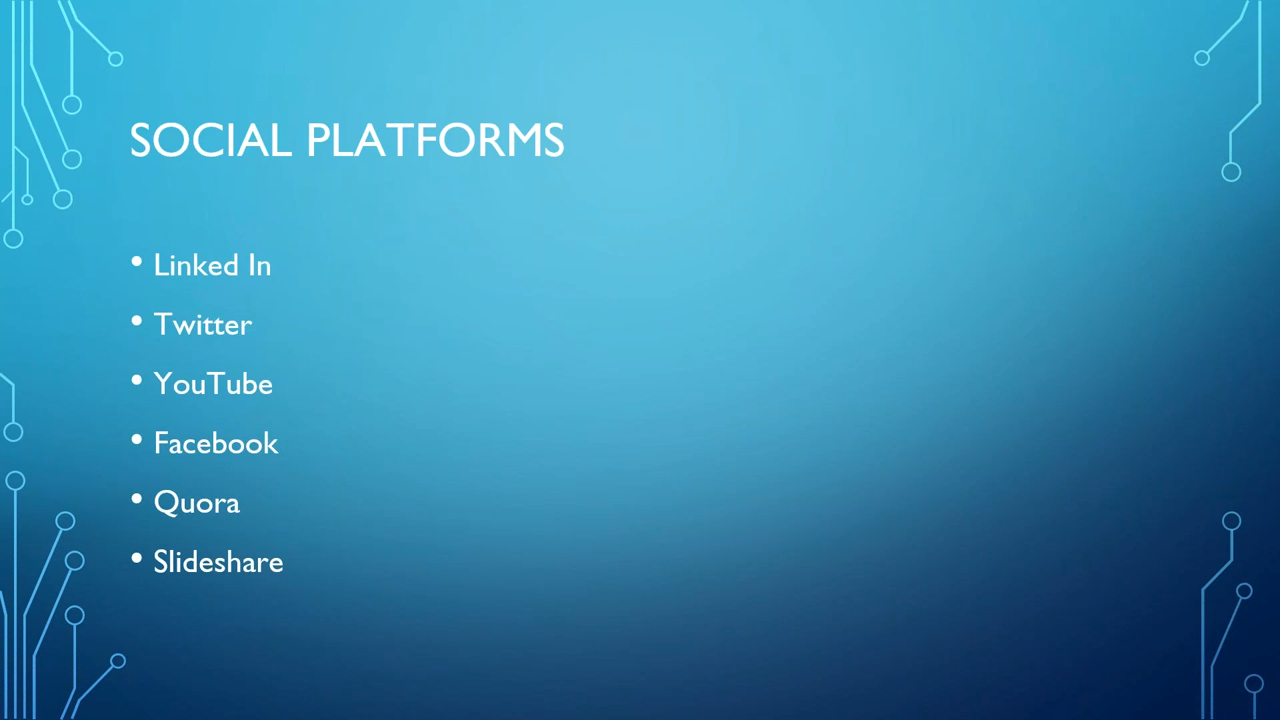 SOCIAL PLATFORMS
• Linked In
• Twitter
• YouTube
• Facebook
• Quora
• Slideshare